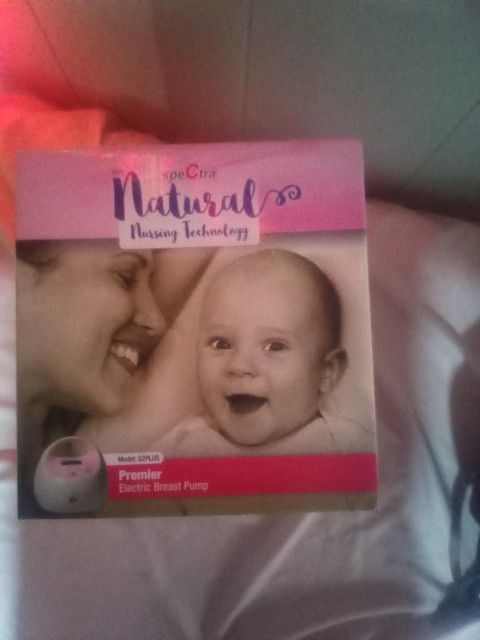 speCtra
Natural
Nursing Technology
Model: S2PLUS
Premier
Electric Breast Pump